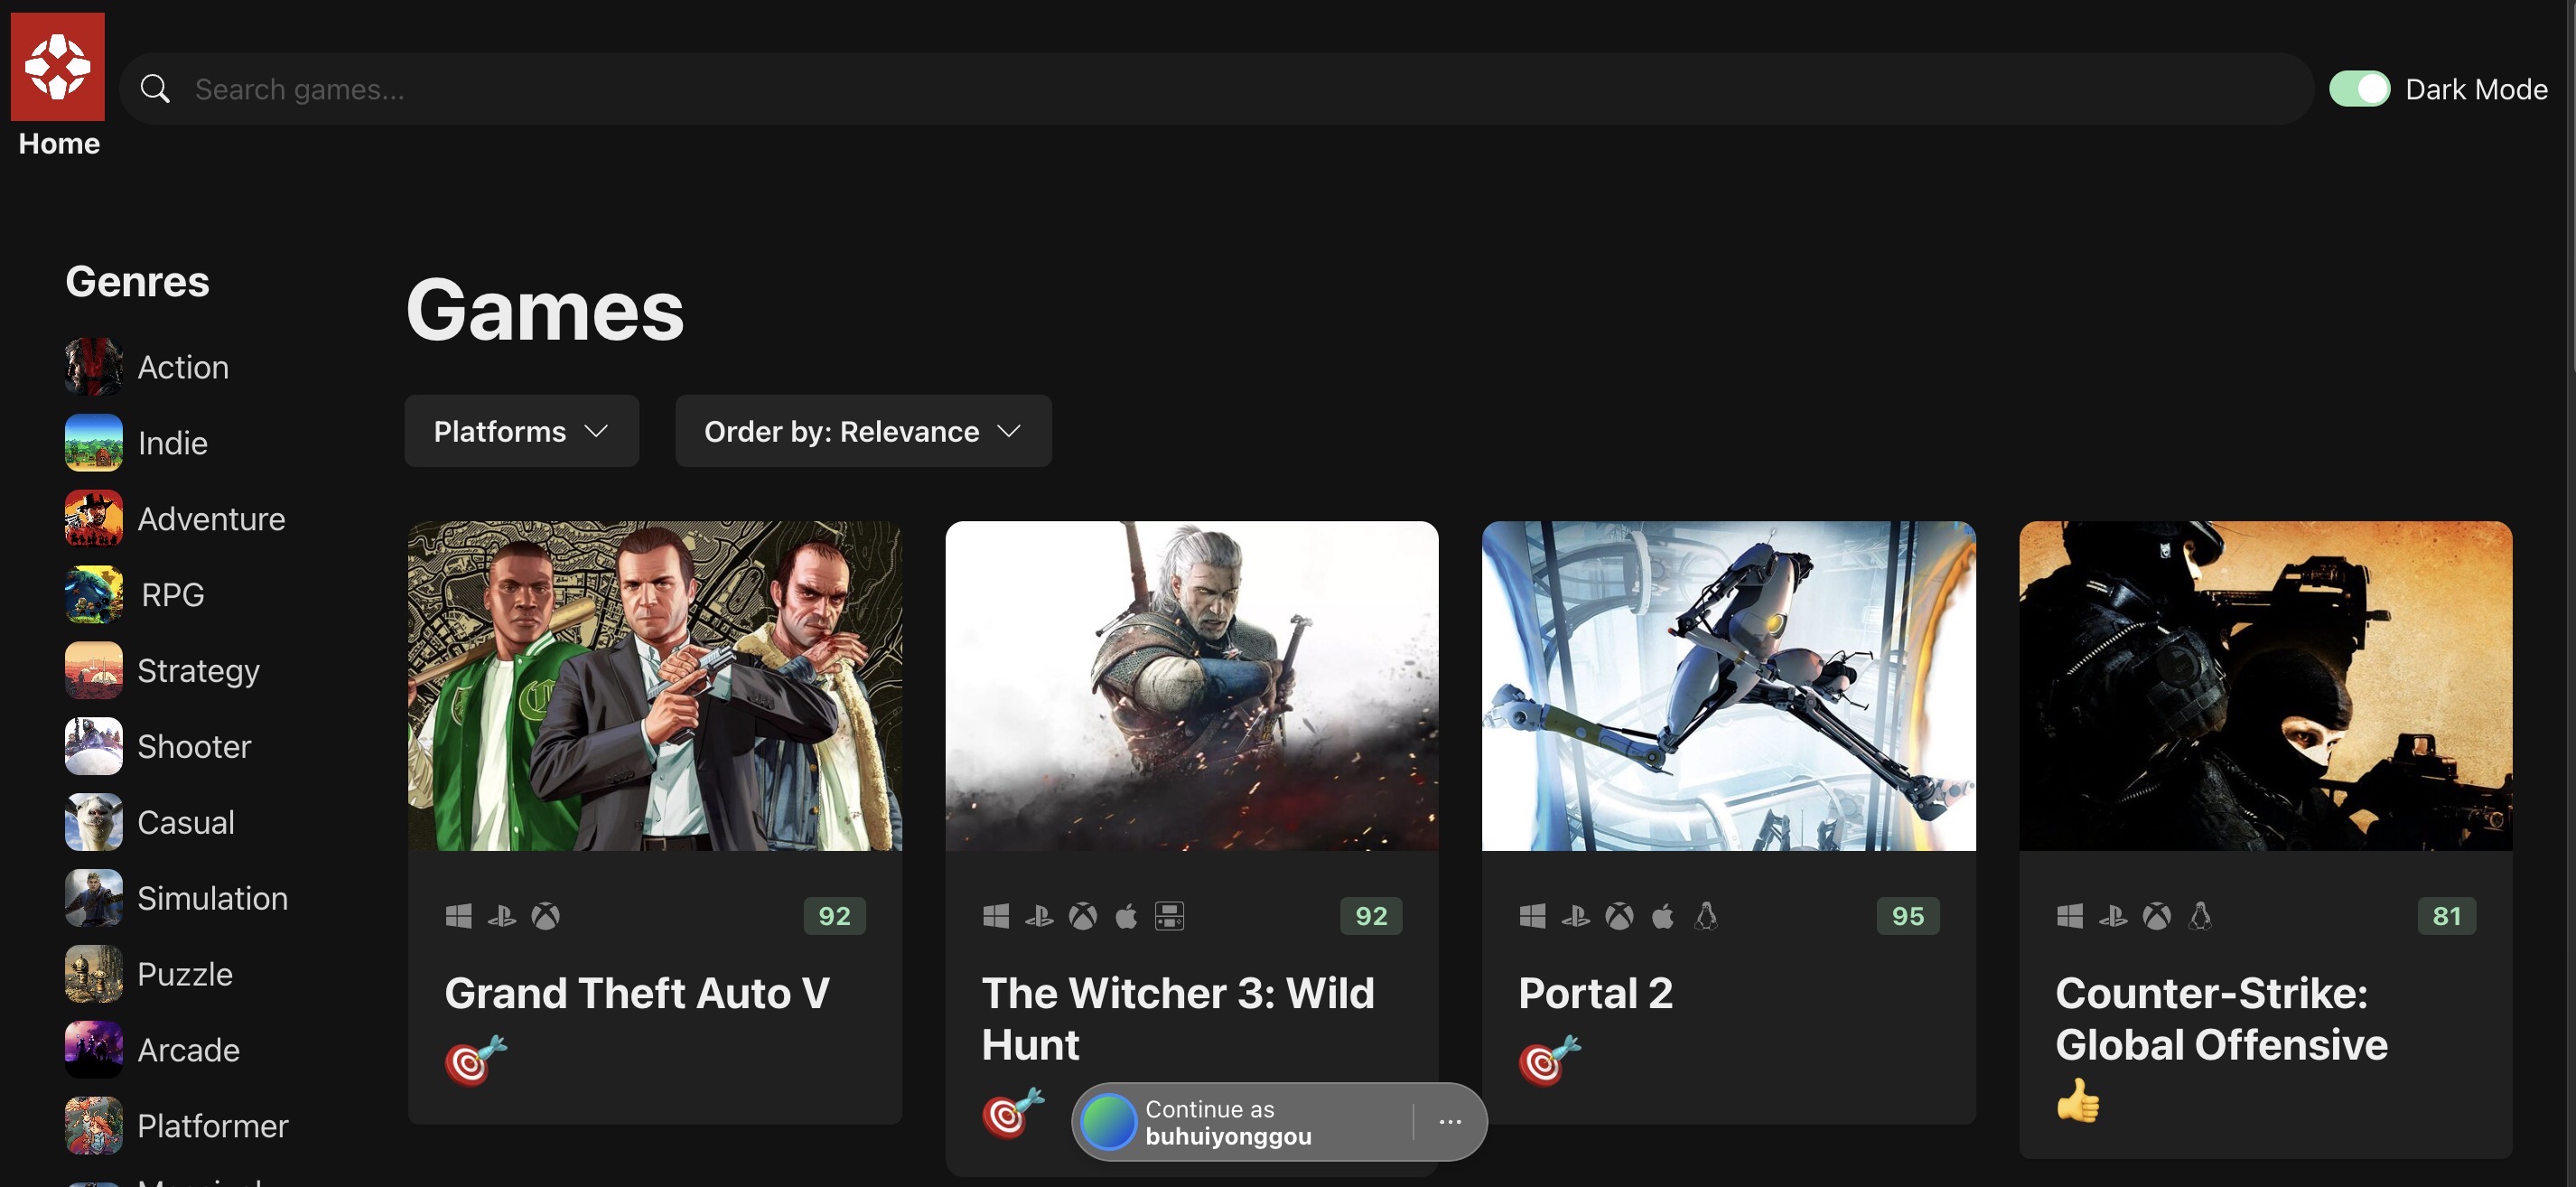 Search games...
Dark Mode
Home
Genres
Action
Indie
Adventure
RPG
Strategy
Shooter
Casual
Simulation
Puzzle
Arcade
Platformer
Games
Platforms
Order by: Relevance
92
Grand Theft Auto V
92
The Witcher 3: Wild
Hunt
95
Portal 2
81
Counter-Strike:
Global Offensive
Continue as
buhuiyonggou